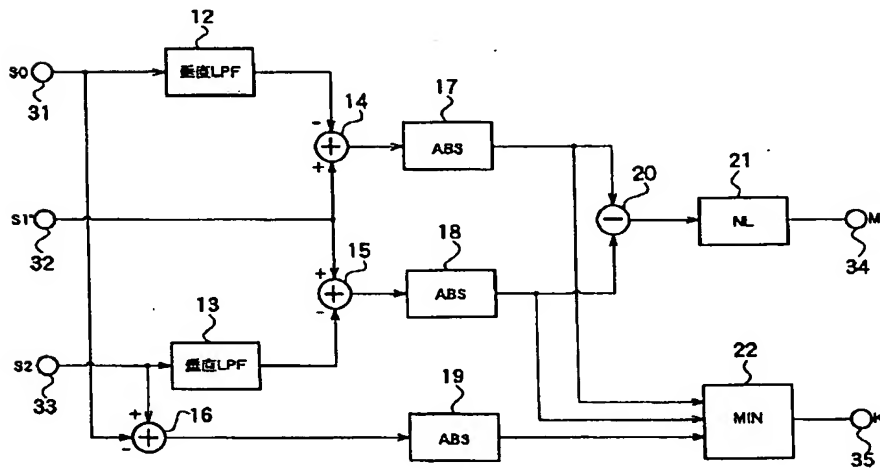 12
S0
垂直LPF
31
-
14
+
+
17
ABS
20
−
21
NL
M
34
S1
32
+
15
+
-
18
ABS
13
S2
垂直LPF
33
+
16
+
-
19
ABS
22
MIN
K
35